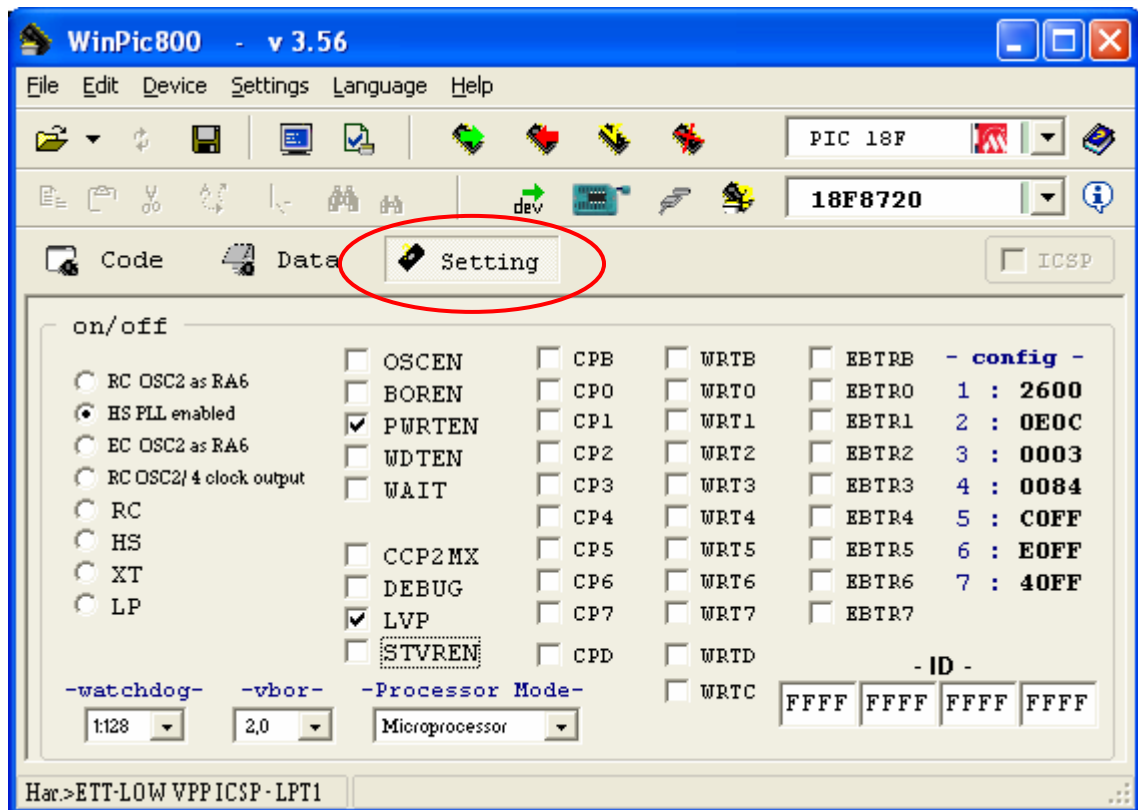 WinPic800 - v 3.56
File Edit Device Settings Language Help
PIC 18F
dev 18F8720
Code Data Setting ICSP
on/off
RC OSC2 as RA6
HS PLL enabled
EC OSC2 as RA6
RC OSC2/ 4 clock output
RC
HS
XT
LP
OSCEN
BOREN
PWRTEN
WDTEN
WAIT
CCP2MX
DEBUG
LVP
STVREN
CPB
CP0
CP1
CP2
CP3
CP4
CP5
CP6
CP7
CPD
WRTB
WRT0
WRT1
WRT2
WRT3
WRT4
WRT5
WRT6
WRT7
WRTD
WRTC
EBTRB
EBTR0
EBTR1
EBTR2
EBTR3
EBTR4
EBTR5
EBTR6
EBTR7
- config -
1 : 2600
2 : 0E0C
3 : 0003
4 : 0084
5 : C0FF
6 : E0FF
7 : 40FF
- ID -
FFFF FFFF FFFF FFFF
-watchdog- -vbor- -Processor Mode-
1:128 2,0 Microprocessor
Har.>ETT-LOW VPP ICSP - LPT1